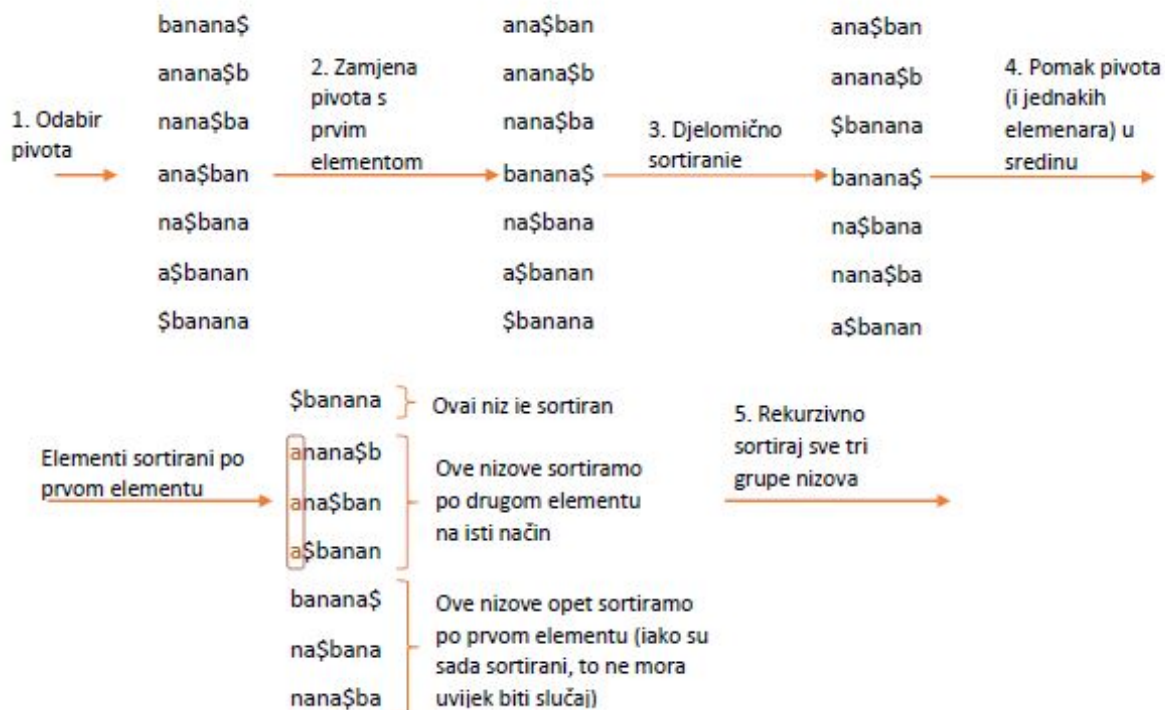 1. Odabir
pivota
banana$
anana$b
nana$ba
ana$ban
na$bana
a$banan
$banana
2. Zamjena
pivota s
prvim
elementom
ana$ban
anana$b
nana$ba
banana$
na$bana
a$banan
$banana
3. Djelomično
sortiranje
ana$ban
anana$b
$banana
banana$
na$bana
nana$ba
a$banan
4. Pomak pivota
(i jednakih
elemenara) u
sredinu
Elementi sortirani po
prvom elementu
$banana
anana$b
ana$ban
a$banan
banana$
na$bana
nana$ba
Ovai niz ie sortiran
Ove nizove sortiramo
po drugom elementu
na isti način
Ove nizove opet sortiramo
po prvom elementu (iako su
sada sortirani, to ne mora
uvijek biti slučaj)
5. Rekurzivno
sortiraj sve tri
grupe nizova